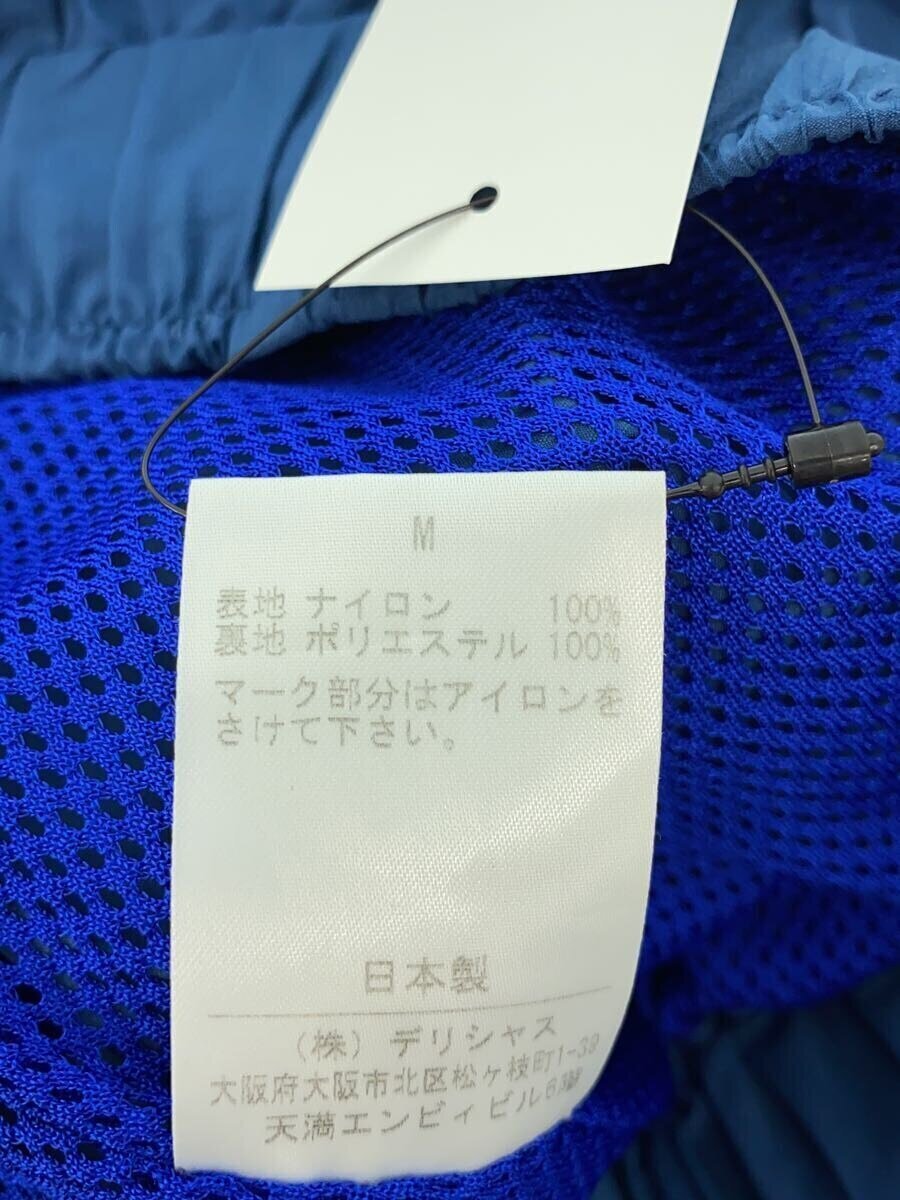 M
表地 ナイロン 100%
裏地 ポリエステル 100%
マーク部分はアイロンを
さけて下さい。
日本製
(株) デリシャス
大阪府大阪市北区松ヶ枝町1-39
天満エンビィビル6階